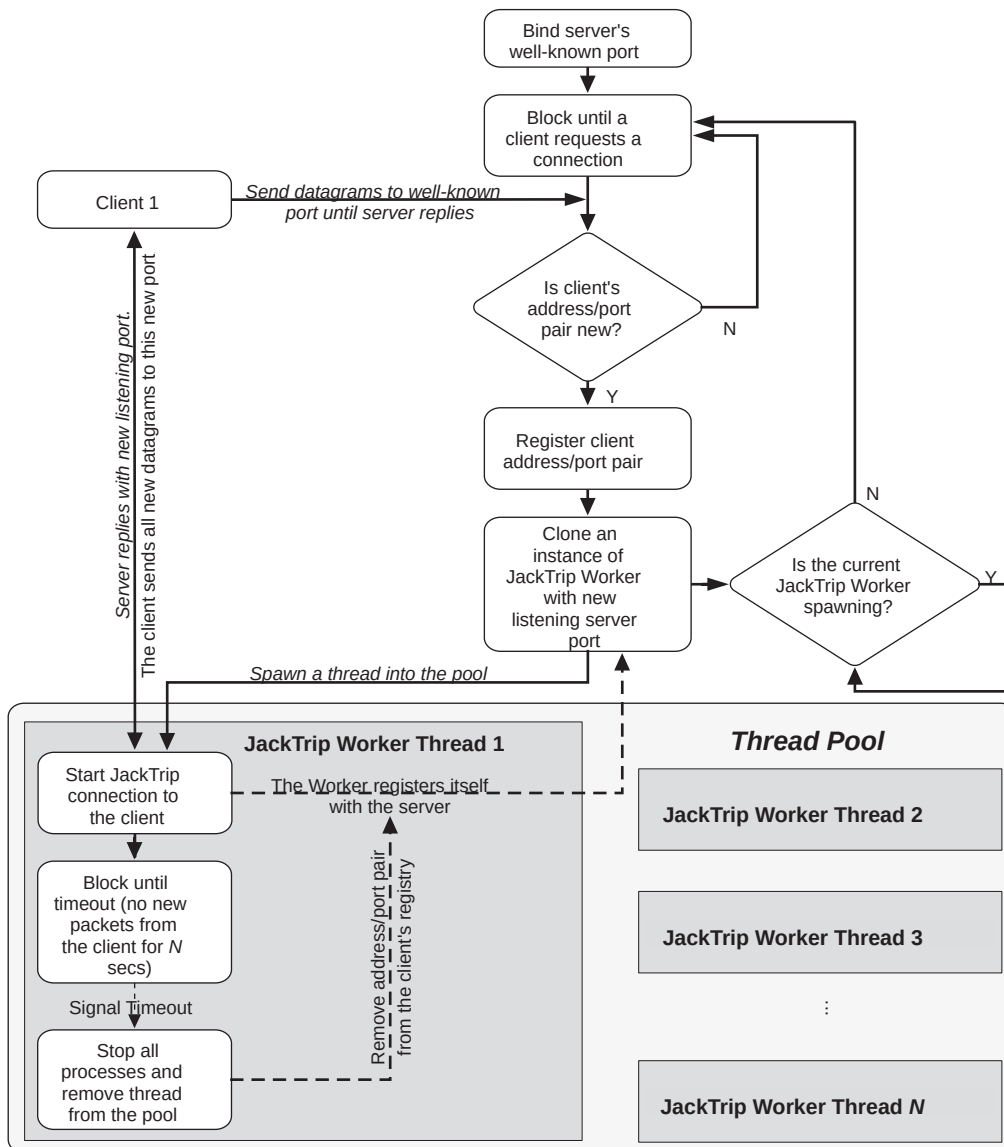 Bind server's
well-known port
Block until a
client requests a
connection
Client 1
Send datagrams to well-known
port until server replies
Is client's
address/port
pair new?
N
Y
Server replies with new listening port.
The client sends all new datagrams to this new port
Register client
address/port pair
Clone an
instance of
JackTrip Worker
with new
listening server
port
N
Is the current
JackTrip Worker
spawning?
Y
Spawn a thread into the pool
JackTrip Worker Thread 1
Start JackTrip
connection to
the client
The Worker registers itself
with the server
Block until
timeout (no new
packets from
the client for N
secs)
Remove address/port pair
from the client's registry
Signal Timeout
Stop all
processes and
remove thread
from the pool
Thread Pool
JackTrip Worker Thread 2
JackTrip Worker Thread 3
...
JackTrip Worker Thread N